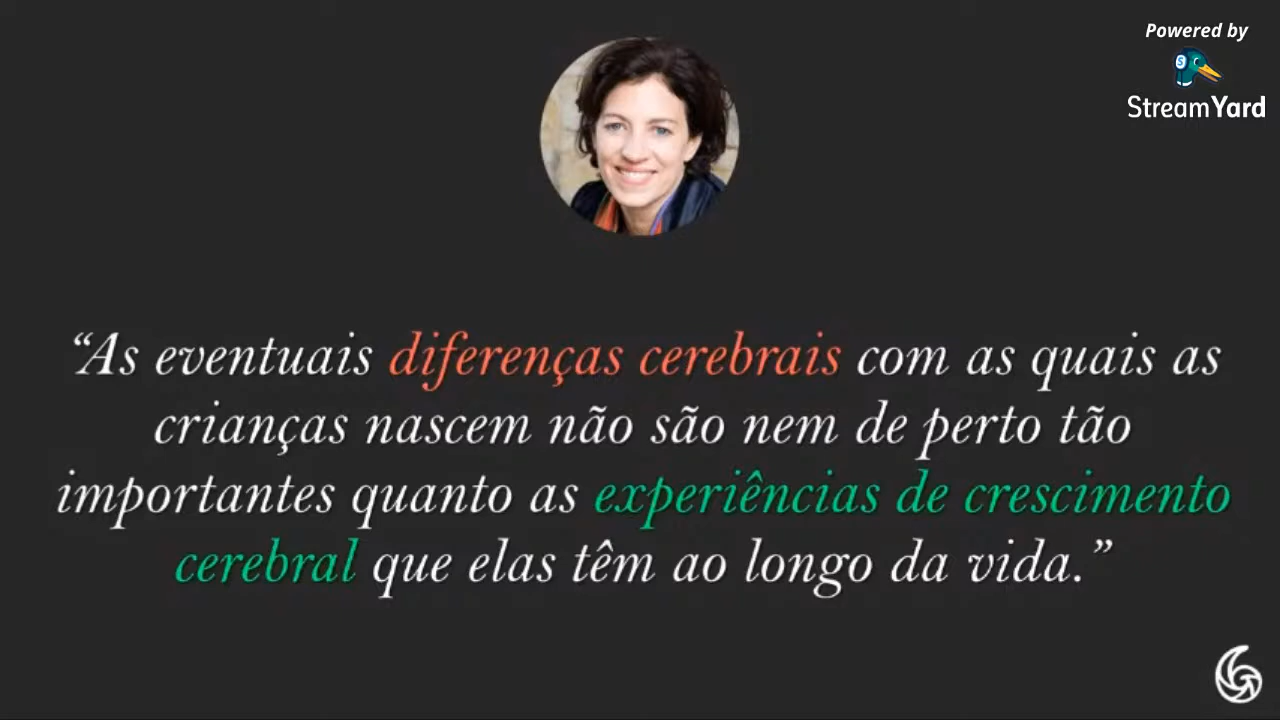 Powered by
StreamYard
“As eventuais diferenças cerebrais com as quais as
crianças nascem não são nem de perto tão
importantes quanto as experiências de crescimento
cerebral que elas têm ao longo da vida.”